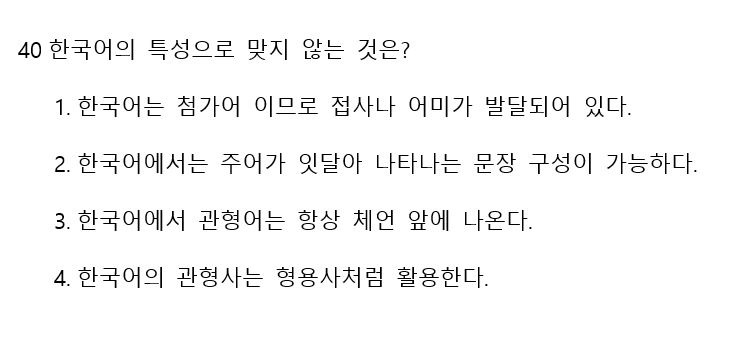 40 한국어의 특성으로 맞지 않는 것은?
1. 한국어는 첨가어 이므로 접사나 어미가 발달되어 있다.
2. 한국어에서는 주어가 잇달아 나타나는 문장 구성이 가능하다.
3. 한국어에서 관형어는 항상 체언 앞에 나온다.
4. 한국어의 관형사는 형용사처럼 활용한다.